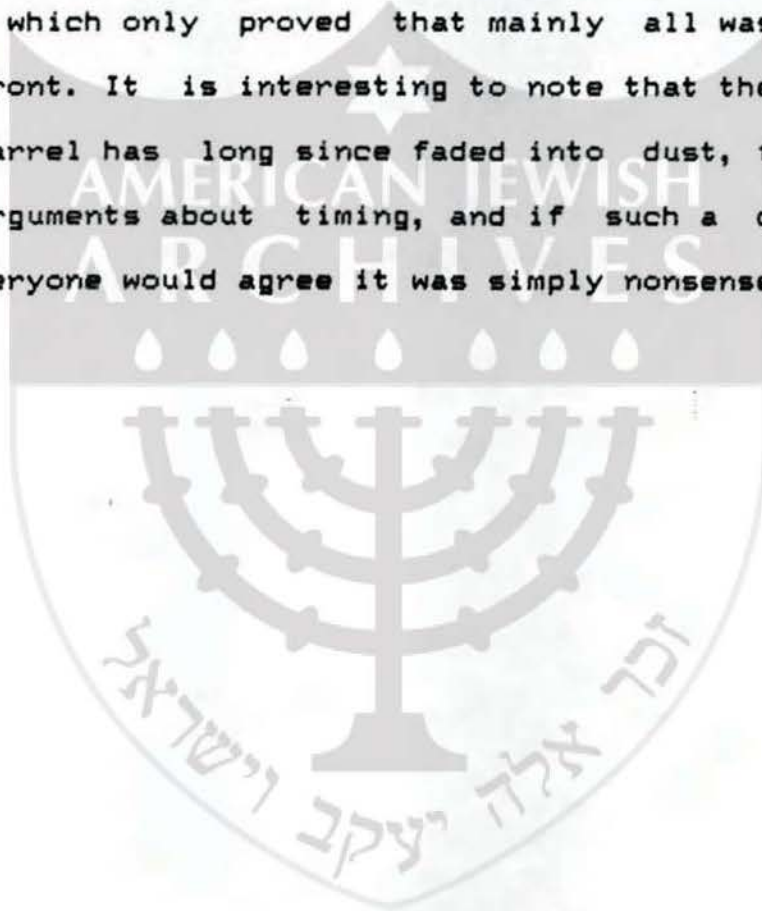 which only proved that mainly all was
ront. It is interesting to note that the
arrel has long since faded into dust,
rguments about timing, and if such a
eryone would agree it was simply nonsense
AMERICAN JEWISH
ARCHIVES
זכר אלה יעקב וישראל